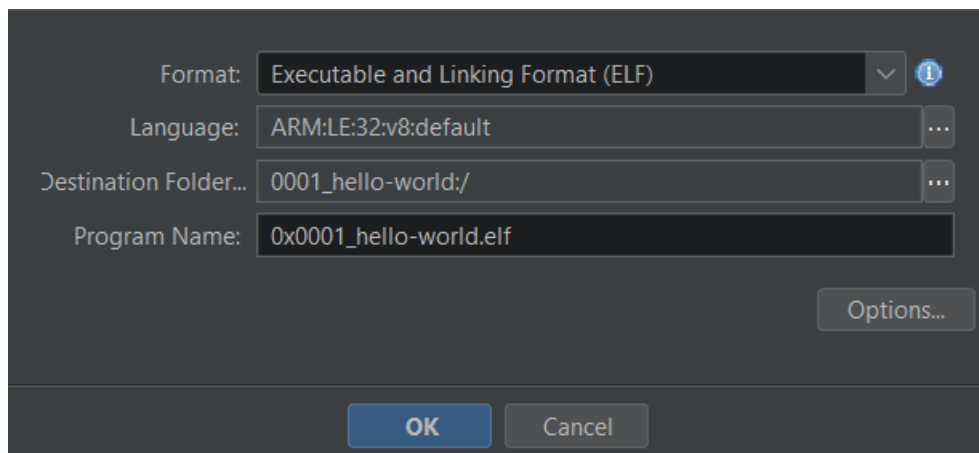 Format: Executable and Linking Format (ELF)
Language: ARM:LE:32:v8:default ...
Destination Folder... 0001_hello-world:/ ...
Program Name: 0x0001_hello-world.elf
Options...
OK Cancel